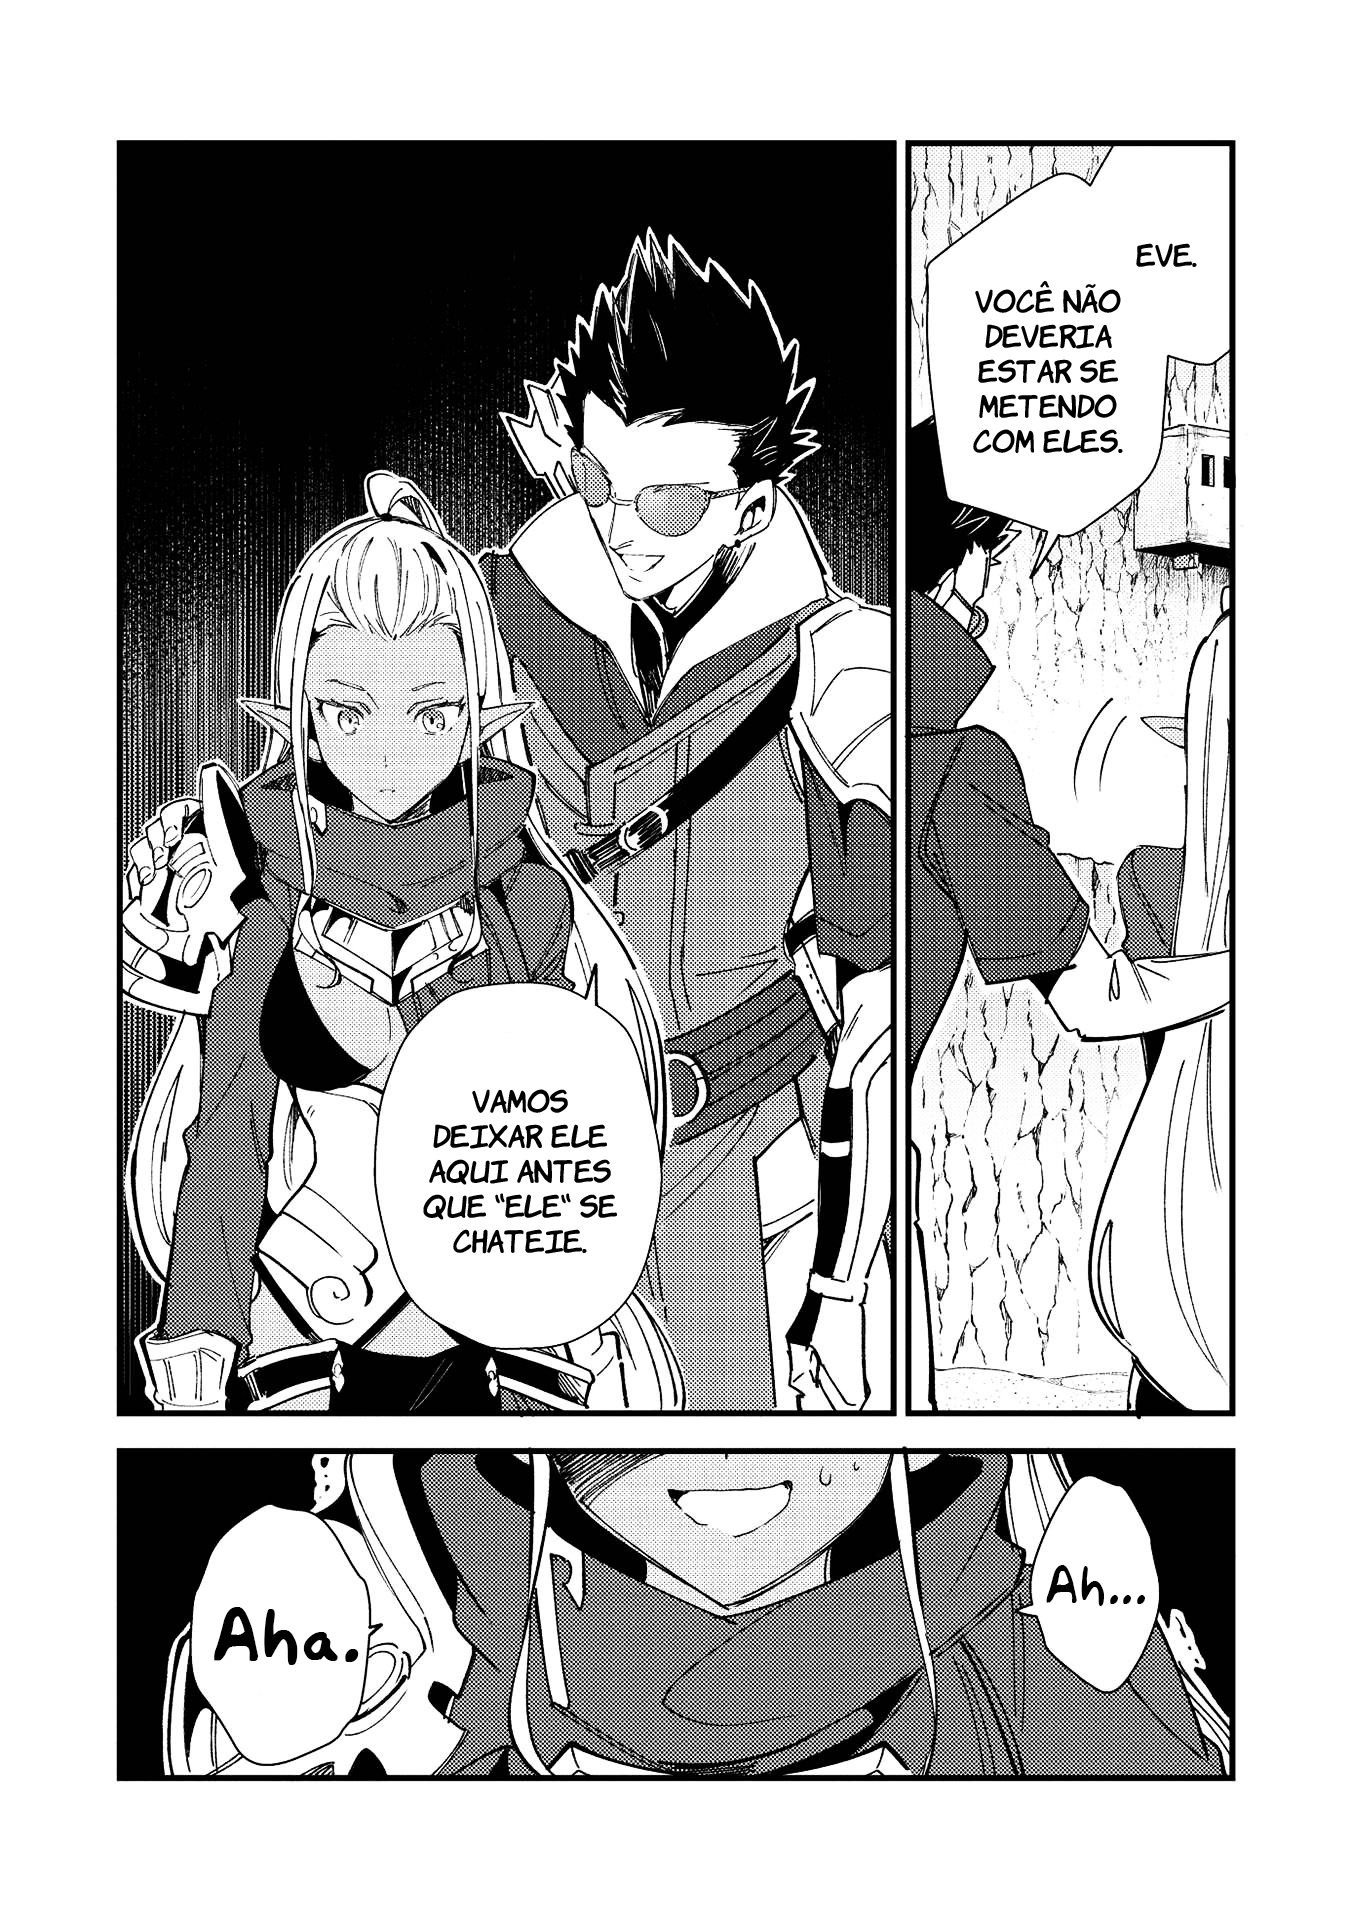 EVE.
VOCÊ NÃO
DEVERIA
ESTAR SE
METENDO
COM ELES.
VAMOS
DEIXAR ELE
AQUI ANTES
QUE "ELE" SE
CHATEIE.
Ah...
Aha.